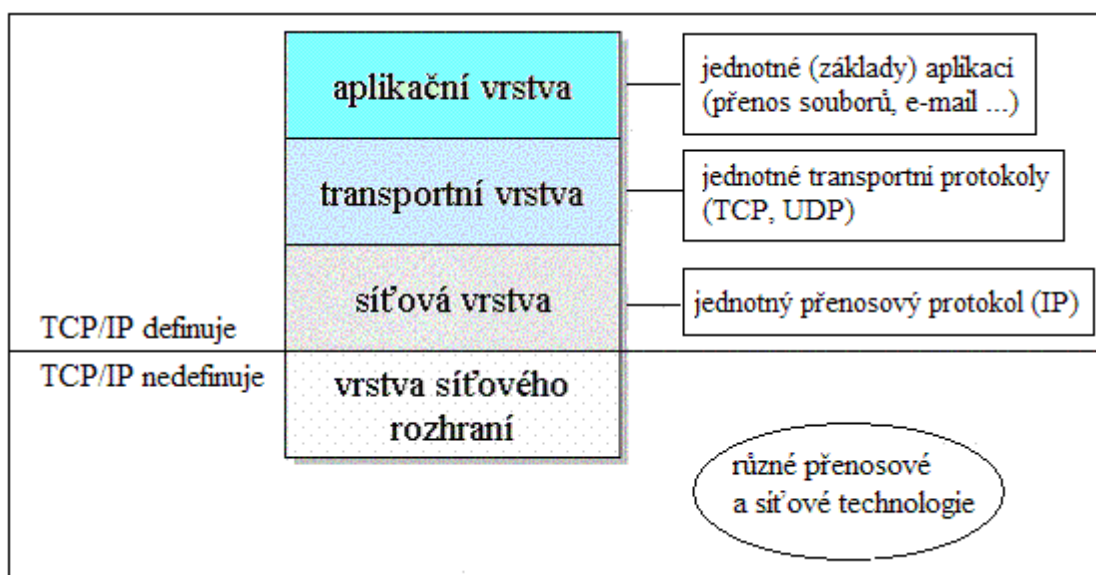 aplikační vrstva
jednotné (základy) aplikací
(přenos souborů, e-mail ...)
transportní vrstva
jednotné transportní protokoly
(TCP, UDP)
síťová vrstva
jednotný přenosový protokol (IP)
TCP/IP definuje
TCP/IP nedefinuje
vrstva síťového
rozhraní
různé přenosové
a síťové technologie